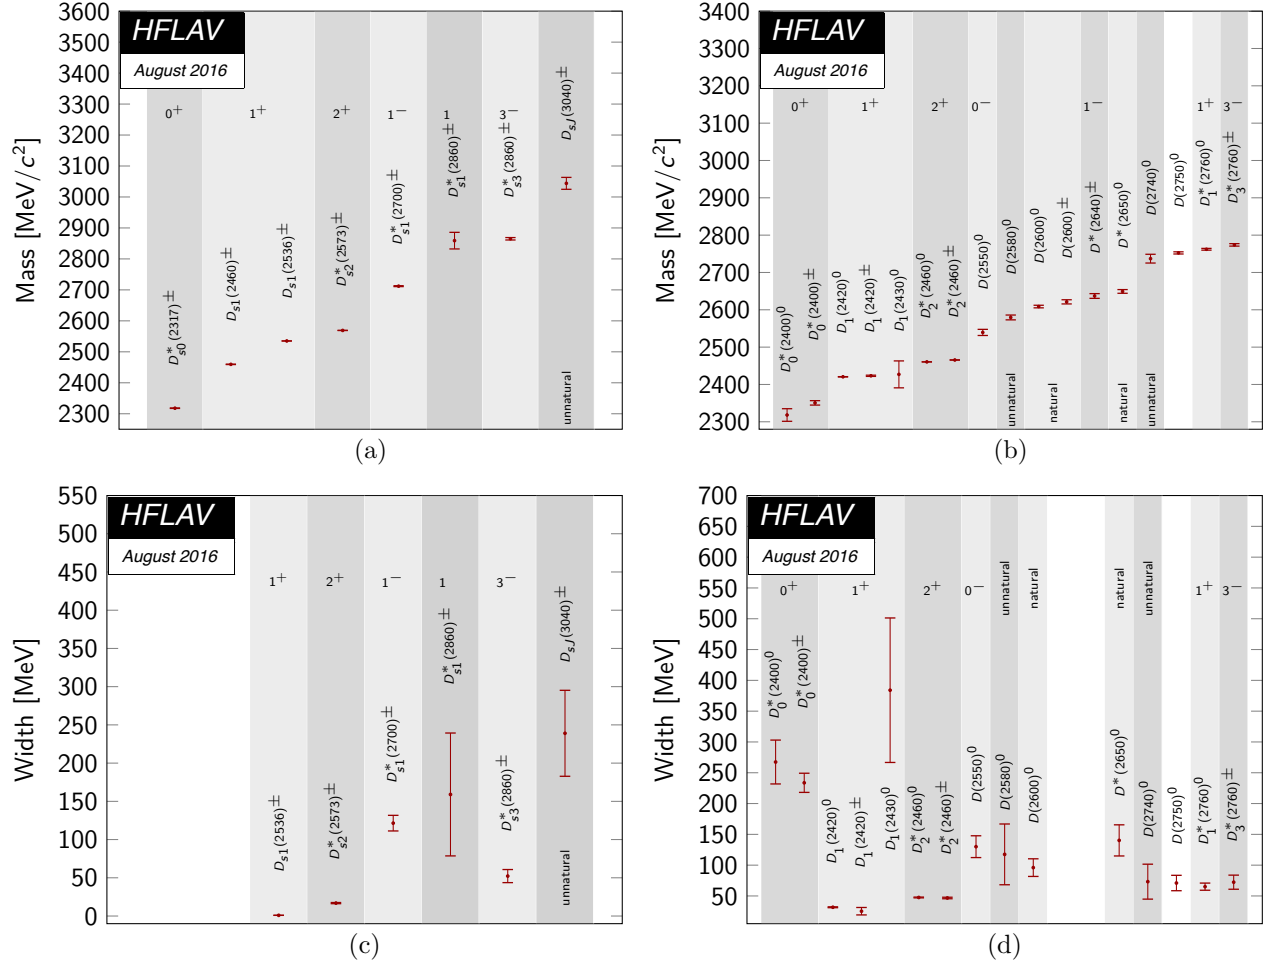 HFLAV
August 2016
Mass [MeV/c²]
3600
3500
3400
3300
3200
3100
3000
2900
2800
2700
2600
2500
2400
2300
0⁺
1⁺
2⁺
1⁻
1
3⁻
D*s0(2317)±
Ds1(2460)±
Ds1(2536)±
D*s2(2573)±
D*s1(2700)±
D*s1(2860)±
D*s3(2860)±
DsJ(3040)±
unnatural
(a)
HFLAV
August 2016
Mass [MeV/c²]
3400
3300
3200
3100
3000
2900
2800
2700
2600
2500
2400
2300
0⁺
1⁺
2⁺
0⁻
1⁻
1⁺
3⁻
D*0(2400)⁰
D*0(2400)±
D1(2420)⁰
D1(2420)±
D1(2430)⁰
D*2(2460)⁰
D*2(2460)±
D(2550)⁰
D(2580)⁰
D(2600)⁰
D(2600)±
D*(2640)±
D*(2650)⁰
D(2740)⁰
D(2750)⁰
D*1(2760)⁰
D*3(2760)±
unnatural
natural
natural
unnatural
(b)
HFLAV
August 2016
Width [MeV]
550
500
450
400
350
300
250
200
150
100
50
0
1⁺
2⁺
1⁻
1
3⁻
Ds1(2536)±
D*s2(2573)±
D*s1(2700)±
D*s1(2860)±
D*s3(2860)±
DsJ(3040)±
unnatural
(c)
HFLAV
August 2016
Width [MeV]
700
650
600
550
500
450
400
350
300
250
200
150
100
50
0⁺
1⁺
2⁺
0⁻
unnatural
natural
natural
unnatural
1⁺
3⁻
D*0(2400)⁰
D*0(2400)±
D1(2420)⁰
D1(2420)±
D1(2430)⁰
D*2(2460)⁰
D*2(2460)±
D(2550)⁰
D(2580)⁰
D(2600)⁰
D*(2650)⁰
D(2740)⁰
D(2750)⁰
D*1(2760)⁰
D*3(2760)±
(d)